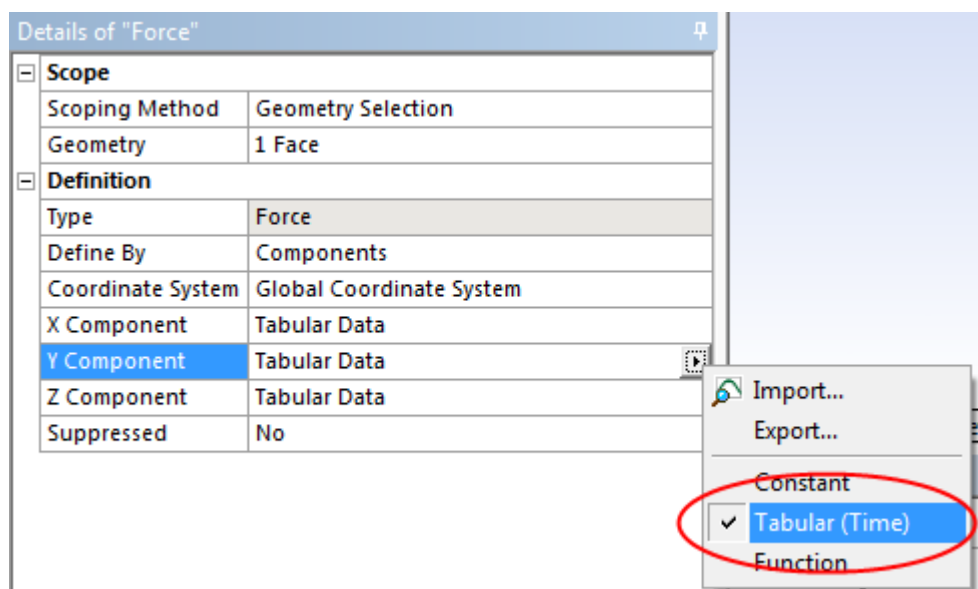 Details of "Force"
Scope
Scoping Method Geometry Selection
Geometry 1 Face
Definition
Type Force
Define By Components
Coordinate System Global Coordinate System
X Component Tabular Data
Y Component Tabular Data
Z Component Tabular Data
Suppressed No
Import...
Export...
Constant
Tabular (Time)
Function